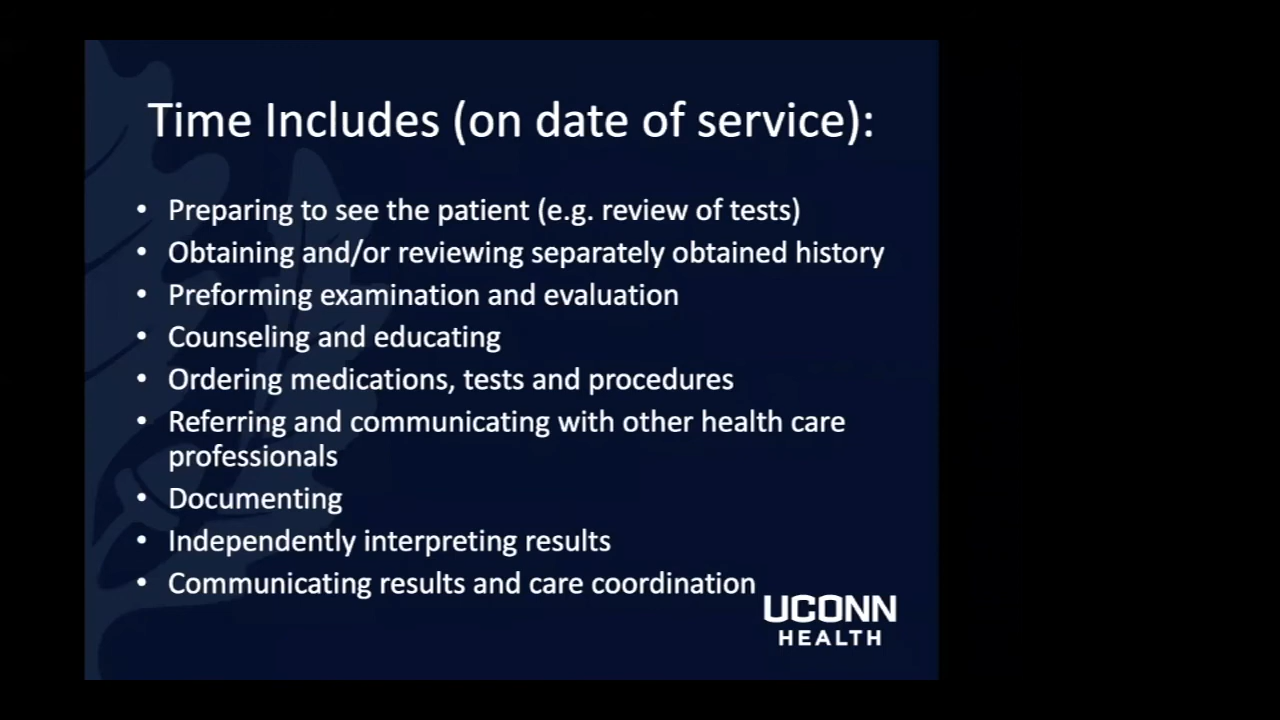 Time Includes (on date of service):
• Preparing to see the patient (e.g. review of tests)
• Obtaining and/or reviewing separately obtained history
• Preforming examination and evaluation
• Counseling and educating
• Ordering medications, tests and procedures
• Referring and communicating with other health care
professionals
• Documenting
• Independently interpreting results
• Communicating results and care coordination
UCONN
HEALTH